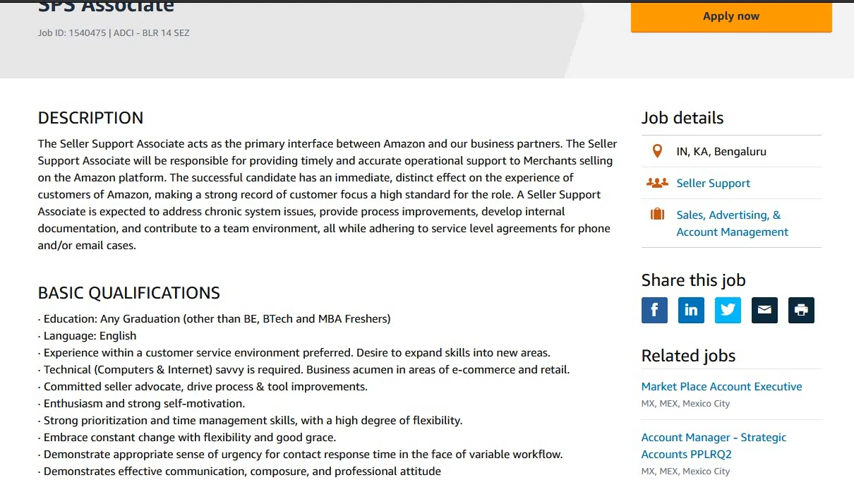 SPS Associate
Job ID: 1540475 | ADCI - BLR 14 SEZ
Apply now
DESCRIPTION
The Seller Support Associate acts as the primary interface between Amazon and our business partners. The Seller
Support Associate will be responsible for providing timely and accurate operational support to Merchants selling
on the Amazon platform. The successful candidate has an immediate, distinct effect on the experience of
customers of Amazon, making a strong record of customer focus a high standard for the role. A Seller Support
Associate is expected to address chronic system issues, provide process improvements, develop internal
documentation, and contribute to a team environment, all while adhering to service level agreements for phone
and/or email cases.
BASIC QUALIFICATIONS
· Education: Any Graduation (other than BE, BTech and MBA Freshers)
· Language: English
· Experience within a customer service environment preferred. Desire to expand skills into new areas.
· Technical (Computers & Internet) savvy is required. Business acumen in areas of e-commerce and retail.
· Committed seller advocate, drive process & tool improvements.
· Enthusiasm and strong self-motivation.
· Strong prioritization and time management skills, with a high degree of flexibility.
· Embrace constant change with flexibility and good grace.
· Demonstrate appropriate sense of urgency for contact response time in the face of variable workflow.
· Demonstrates effective communication, composure, and professional attitude
Job details
IN, KA, Bengaluru
Seller Support
Sales, Advertising, &
Account Management
Share this job
f
in
Related jobs
Market Place Account Executive
MX, MEX, Mexico City
Account Manager - Strategic
Accounts PPLRQ2
MX, MEX, Mexico City